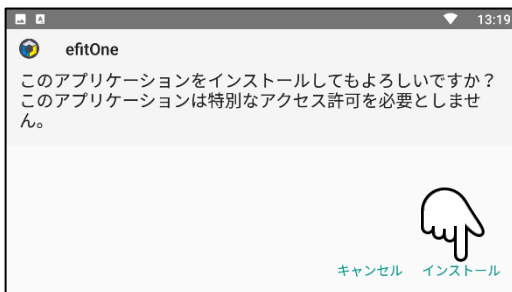 13:19
efitOne
このアプリケーションをインストールしてもよろしいですか？
このアプリケーションは特別なアクセス許可を必要としませ
ん。
キャンセル インストール